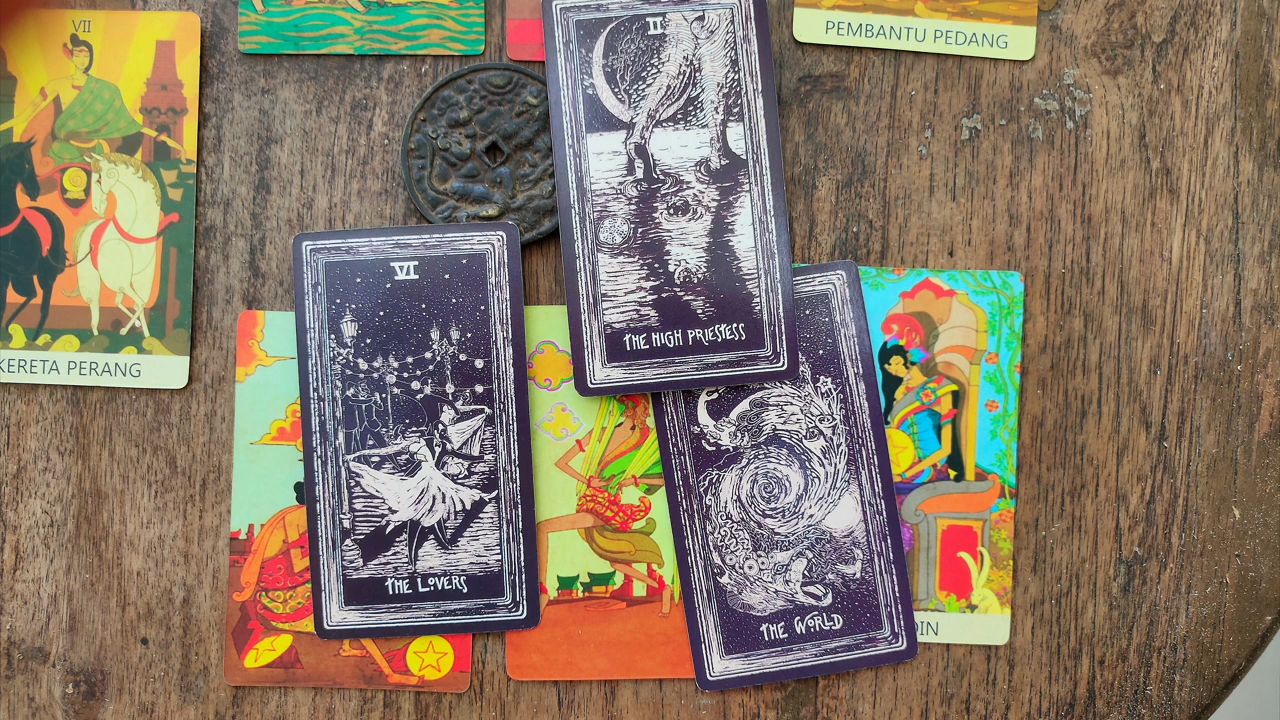 VII
KERETA PERANG
PEMBANTU PEDANG
II
THE HIGH PRIESTESS
VI
THE LOVERS
THE WORLD